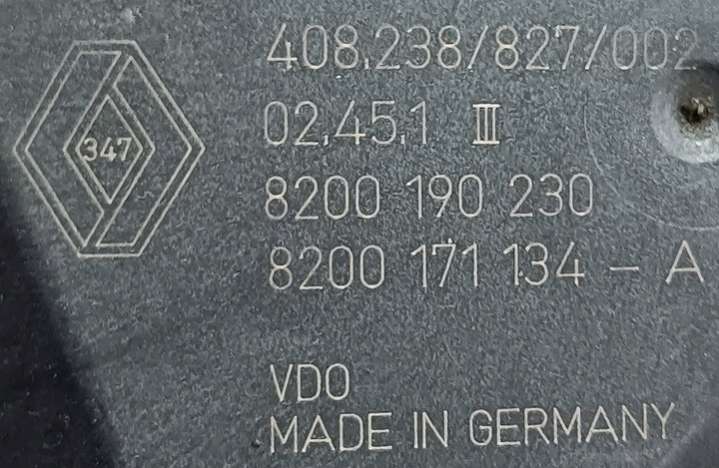 347
408.238/827/002
02.45.1 III
8200 190 230
8200 171 134 - A
VDO
MADE IN GERMANY